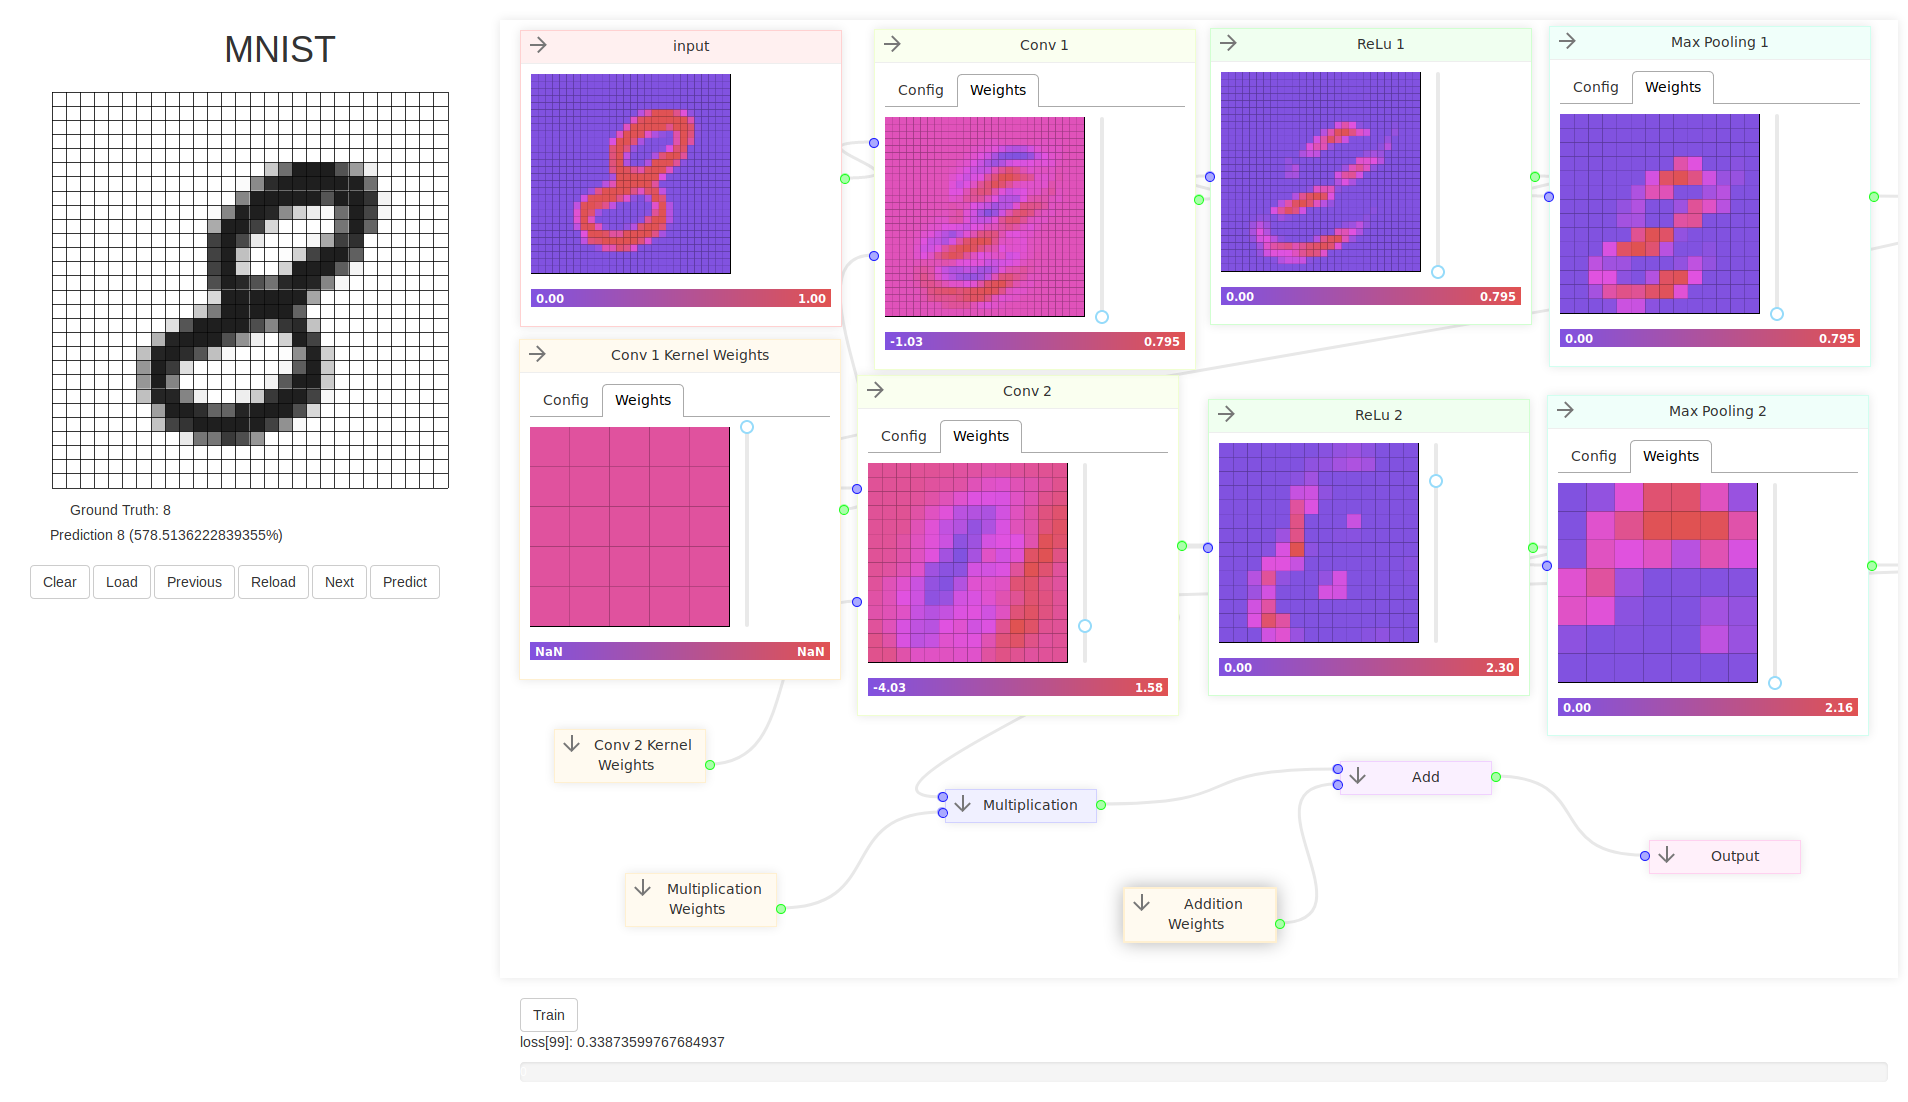 MNIST
Ground Truth: 8
Prediction 8 (578.5136222839355%)
Clear
Load
Previous
Reload
Next
Predict
input
0.00
1.00
Conv 1
Config
Weights
-1.03
0.795
ReLu 1
0.00
0.795
Max Pooling 1
Config
Weights
0.00
0.795
Conv 1 Kernel Weights
Config
Weights
NaN
NaN
Conv 2
Config
Weights
-4.03
1.58
ReLu 2
0.00
2.30
Max Pooling 2
Config
Weights
0.00
2.16
Conv 2 Kernel
Weights
Multiplication
Add
Output
Multiplication
Weights
Addition
Weights
Train
loss[99]: 0.33873599767684937